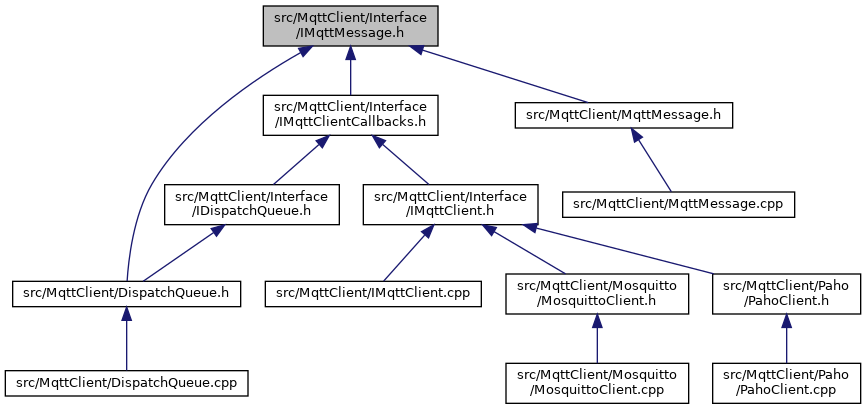 src/MqttClient/Interface
/IMqttMessage.h
src/MqttClient/Interface
/IMqttClientCallbacks.h
src/MqttClient/MqttMessage.h
src/MqttClient/Interface
/IDispatchQueue.h
src/MqttClient/Interface
/IMqttClient.h
src/MqttClient/MqttMessage.cpp
src/MqttClient/DispatchQueue.h
src/MqttClient/IMqttClient.cpp
src/MqttClient/Mosquitto
/MosquittoClient.h
src/MqttClient/Paho
/PahoClient.h
src/MqttClient/DispatchQueue.cpp
src/MqttClient/Mosquitto
/MosquittoClient.cpp
src/MqttClient/Paho
/PahoClient.cpp